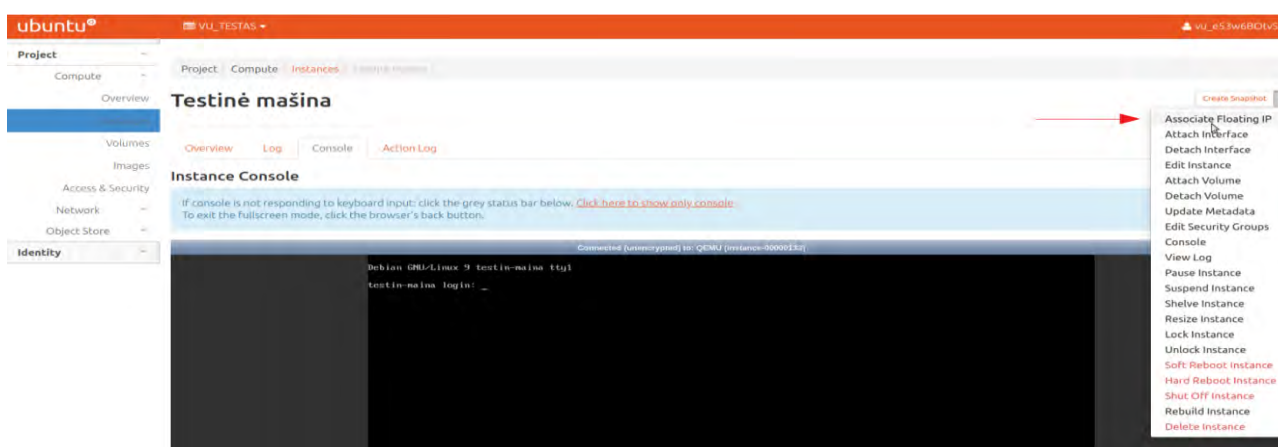 ubuntu®
VU_TESTAS
Project
Compute
Overview
Volumes
Images
Access & Security
Network
Object Store
Identity
Project / Compute / Instances /
Testinė mašina
Create Snapshot
Overview
Log
Console
Action Log
Instance Console
If console is not responding to keyboard input: click the grey status bar below. Click here to show only console
To exit the fullscreen mode, click the browser's back button.
Connected (unencrypted) to: QEMU
Debian GNU/Linux 9 testin-maina tty1
testin-maina login: _
Associate Floating IP
Attach Interface
Detach Interface
Edit Instance
Attach Volume
Detach Volume
Update Metadata
Edit Security Groups
Console
View Log
Pause Instance
Suspend Instance
Shelve Instance
Resize Instance
Lock Instance
Unlock Instance
Soft Reboot Instance
Hard Reboot Instance
Shut Off Instance
Rebuild Instance
Delete Instance